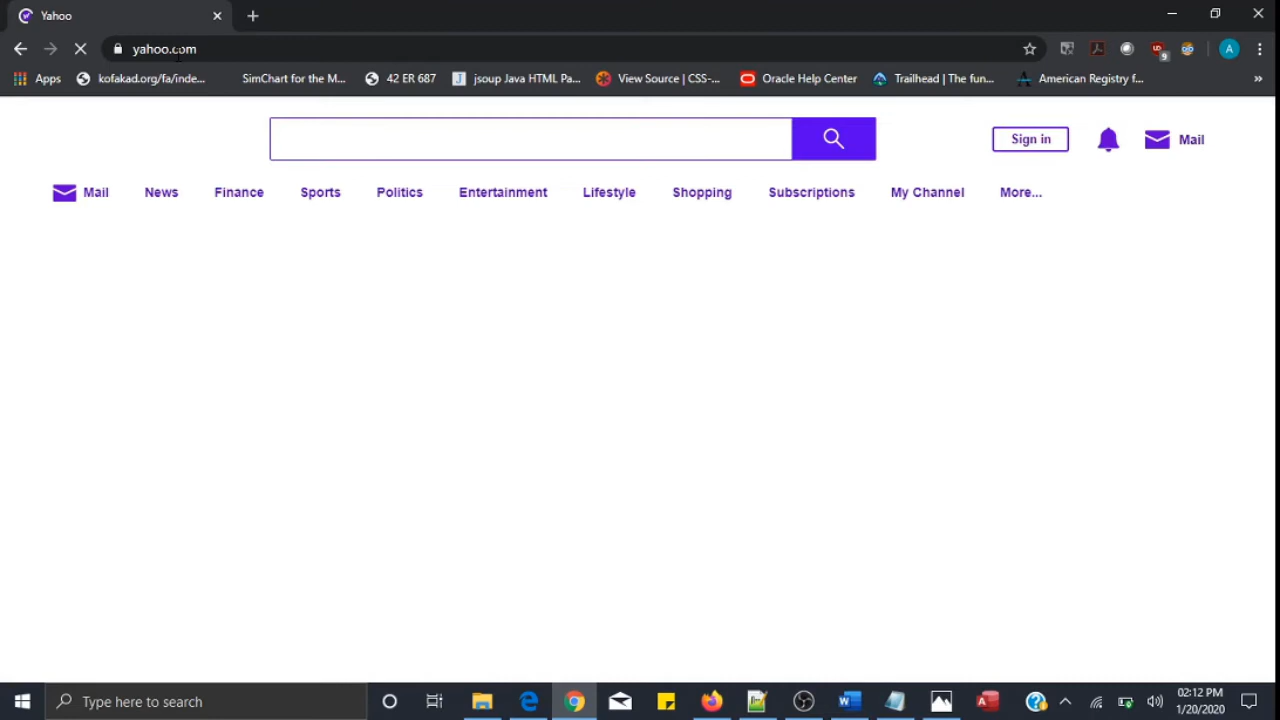 Yahoo
yahoo.com
A
Apps kofakad.org/fa/inde... SimChart for the M... 42 ER 687 jsoup Java HTML Pa... View Source | CSS-... Oracle Help Center Trailhead | The fun... American Registry f... »
Sign in Mail
Mail News Finance Sports Politics Entertainment Lifestyle Shopping Subscriptions My Channel More...
Type here to search
02:12 PM
1/20/2020